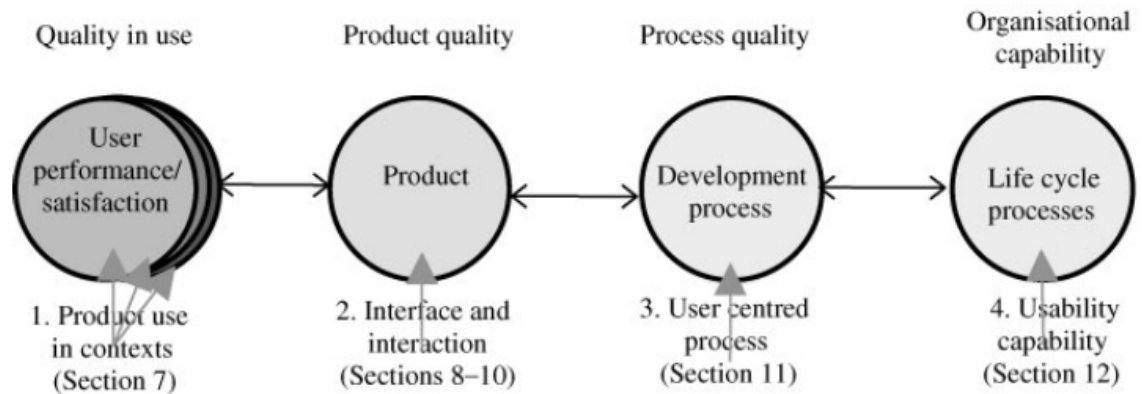 Quality in use
Product quality
Process quality
Organisational
capability
User
performance/
satisfaction
Product
Development
process
Life cycle
processes
1. Product use
in contexts
(Section 7)
2. Interface and
interaction
(Sections 8–10)
3. User centred
process
(Section 11)
4. Usability
capability
(Section 12)